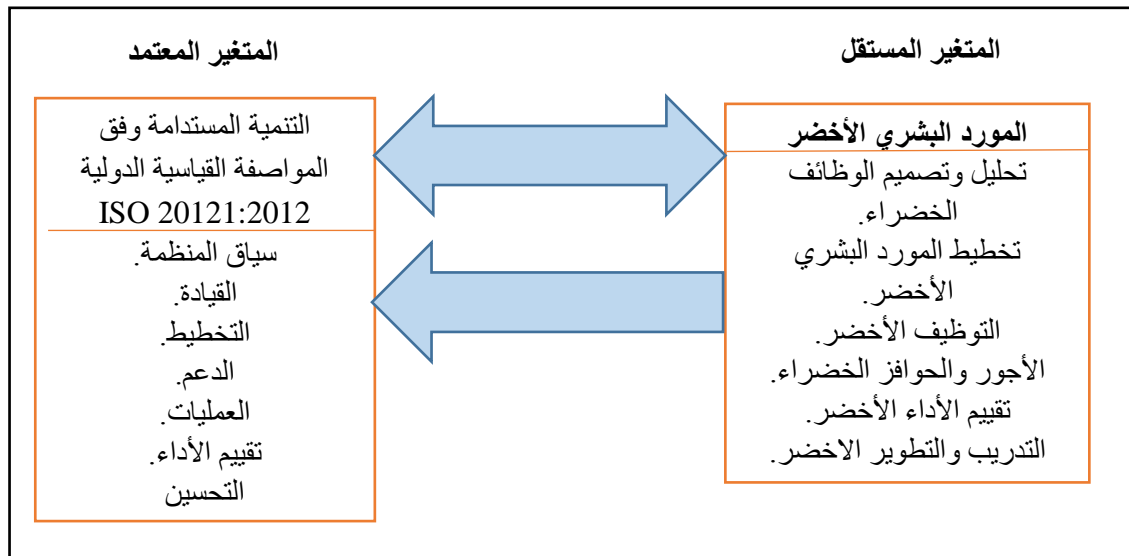 المتغير المستقل
المورد البشري الأخضر
تحليل وتصميم الوظائف
الخضراء.
تخطيط المورد البشري
الأخضر.
التوظيف الأخضر.
الأجور والحوافز الخضراء.
تقييم الأداء الأخضر.
التدريب والتطوير الاخضر.
المتغير المعتمد
التنمية المستدامة وفق
المواصفة القياسية الدولية
ISO 20121:2012
سياق المنظمة.
القيادة.
التخطيط.
الدعم.
العمليات.
تقييم الأداء.
التحسين